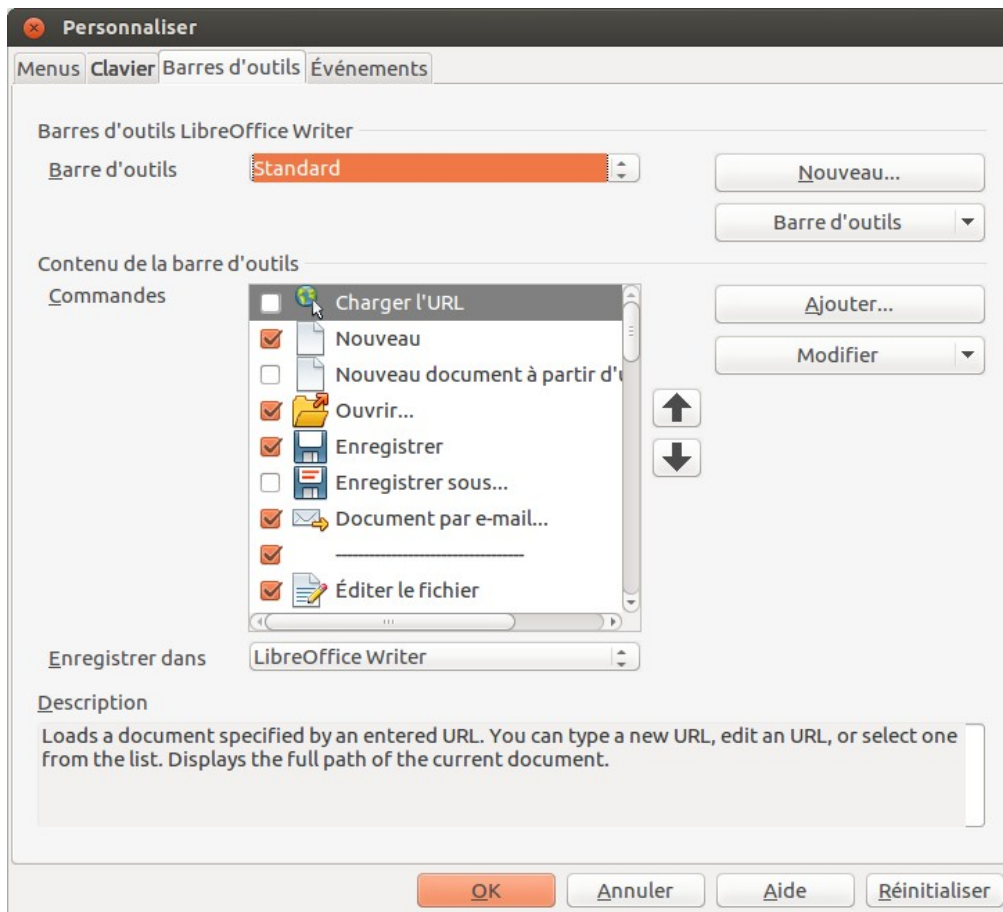 Personnaliser
Menus Clavier Barres d'outils Événements
Barres d'outils LibreOffice Writer
Barre d'outils Standard Nouveau...
Barre d'outils
Contenu de la barre d'outils
Commandes Charger l'URL Ajouter...
Nouveau
Modifier
Nouveau document à partir d'u
Ouvrir...
Enregistrer
Enregistrer sous...
Document par e-mail...
--------------------------------
Éditer le fichier
Enregistrer dans LibreOffice Writer
Description
Loads a document specified by an entered URL. You can type a new URL, edit an URL, or select one
from the list. Displays the full path of the current document.
OK Annuler Aide Réinitialiser